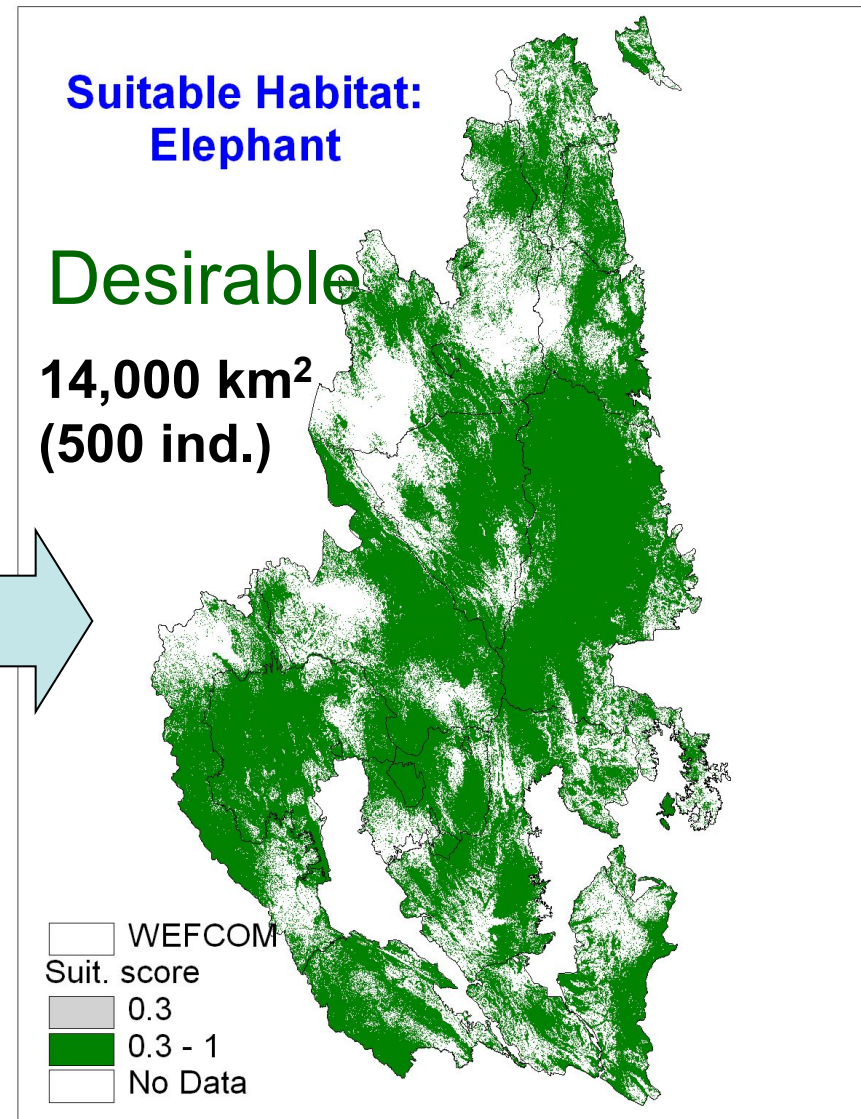 Suitable Habitat:
Elephant
Desirable
14,000 km²
(500 ind.)
WEFCOM
Suit. score
0.3
0.3 - 1
No Data